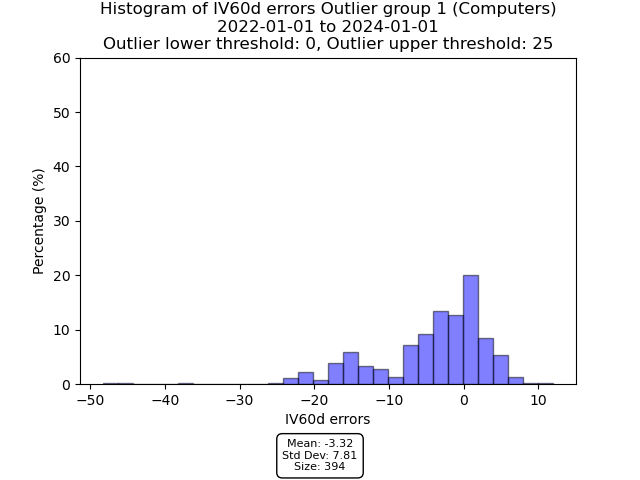 Histogram of IV60d errors Outlier group 1 (Computers)
2022-01-01 to 2024-01-01
Outlier lower threshold: 0, Outlier upper threshold: 25
60
50
40
30
20
10
0
Percentage (%)
−50 −40 −30 −20 −10 0 10
IV60d errors
Mean: -3.32
Std Dev: 7.81
Size: 394